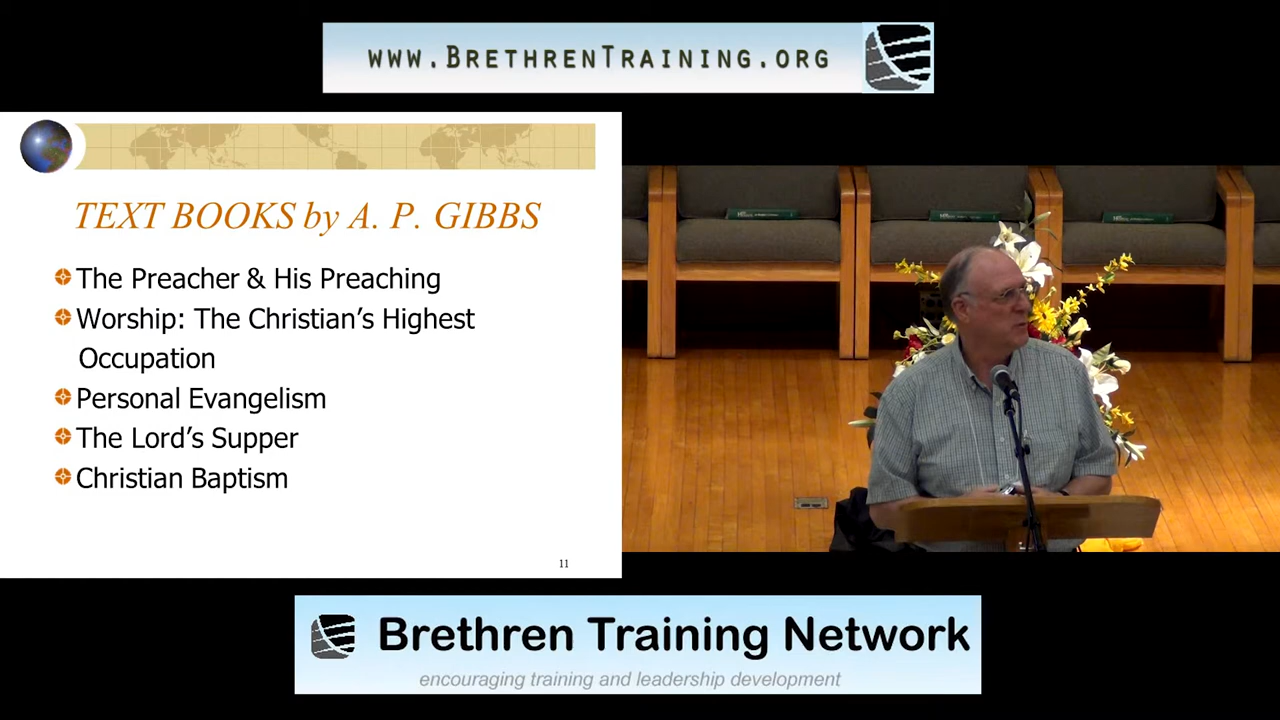 www.BrethrenTraining.org
TEXT BOOKS by A. P. GIBBS
The Preacher & His Preaching
Worship: The Christian's Highest
Occupation
Personal Evangelism
The Lord's Supper
Christian Baptism
11
Brethren Training Network
encouraging training and leadership development